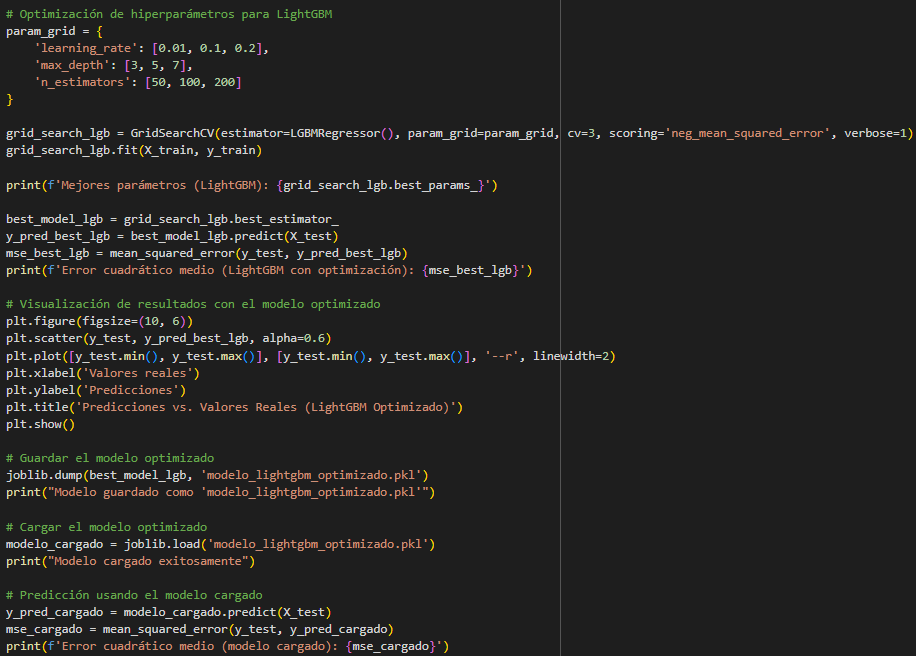 # Optimización de hiperparámetros para LightGBM
param_grid = {
    'learning_rate': [0.01, 0.1, 0.2],
    'max_depth': [3, 5, 7],
    'n_estimators': [50, 100, 200]
}

grid_search_lgb = GridSearchCV(estimator=LGBMRegressor(), param_grid=param_grid, cv=3, scoring='neg_mean_squared_error', verbose=1)
grid_search_lgb.fit(X_train, y_train)

print(f'Mejores parámetros (LightGBM): {grid_search_lgb.best_params_}')

best_model_lgb = grid_search_lgb.best_estimator_
y_pred_best_lgb = best_model_lgb.predict(X_test)
mse_best_lgb = mean_squared_error(y_test, y_pred_best_lgb)
print(f'Error cuadrático medio (LightGBM con optimización): {mse_best_lgb}')

# Visualización de resultados con el modelo optimizado
plt.figure(figsize=(10, 6))
plt.scatter(y_test, y_pred_best_lgb, alpha=0.6)
plt.plot([y_test.min(), y_test.max()], [y_test.min(), y_test.max()], '--r', linewidth=2)
plt.xlabel('Valores reales')
plt.ylabel('Predicciones')
plt.title('Predicciones vs. Valores Reales (LightGBM Optimizado)')
plt.show()

# Guardar el modelo optimizado
joblib.dump(best_model_lgb, 'modelo_lightgbm_optimizado.pkl')
print("Modelo guardado como 'modelo_lightgbm_optimizado.pkl'")

# Cargar el modelo optimizado
modelo_cargado = joblib.load('modelo_lightgbm_optimizado.pkl')
print("Modelo cargado exitosamente")

# Predicción usando el modelo cargado
y_pred_cargado = modelo_cargado.predict(X_test)
mse_cargado = mean_squared_error(y_test, y_pred_cargado)
print(f'Error cuadrático medio (modelo cargado): {mse_cargado}')